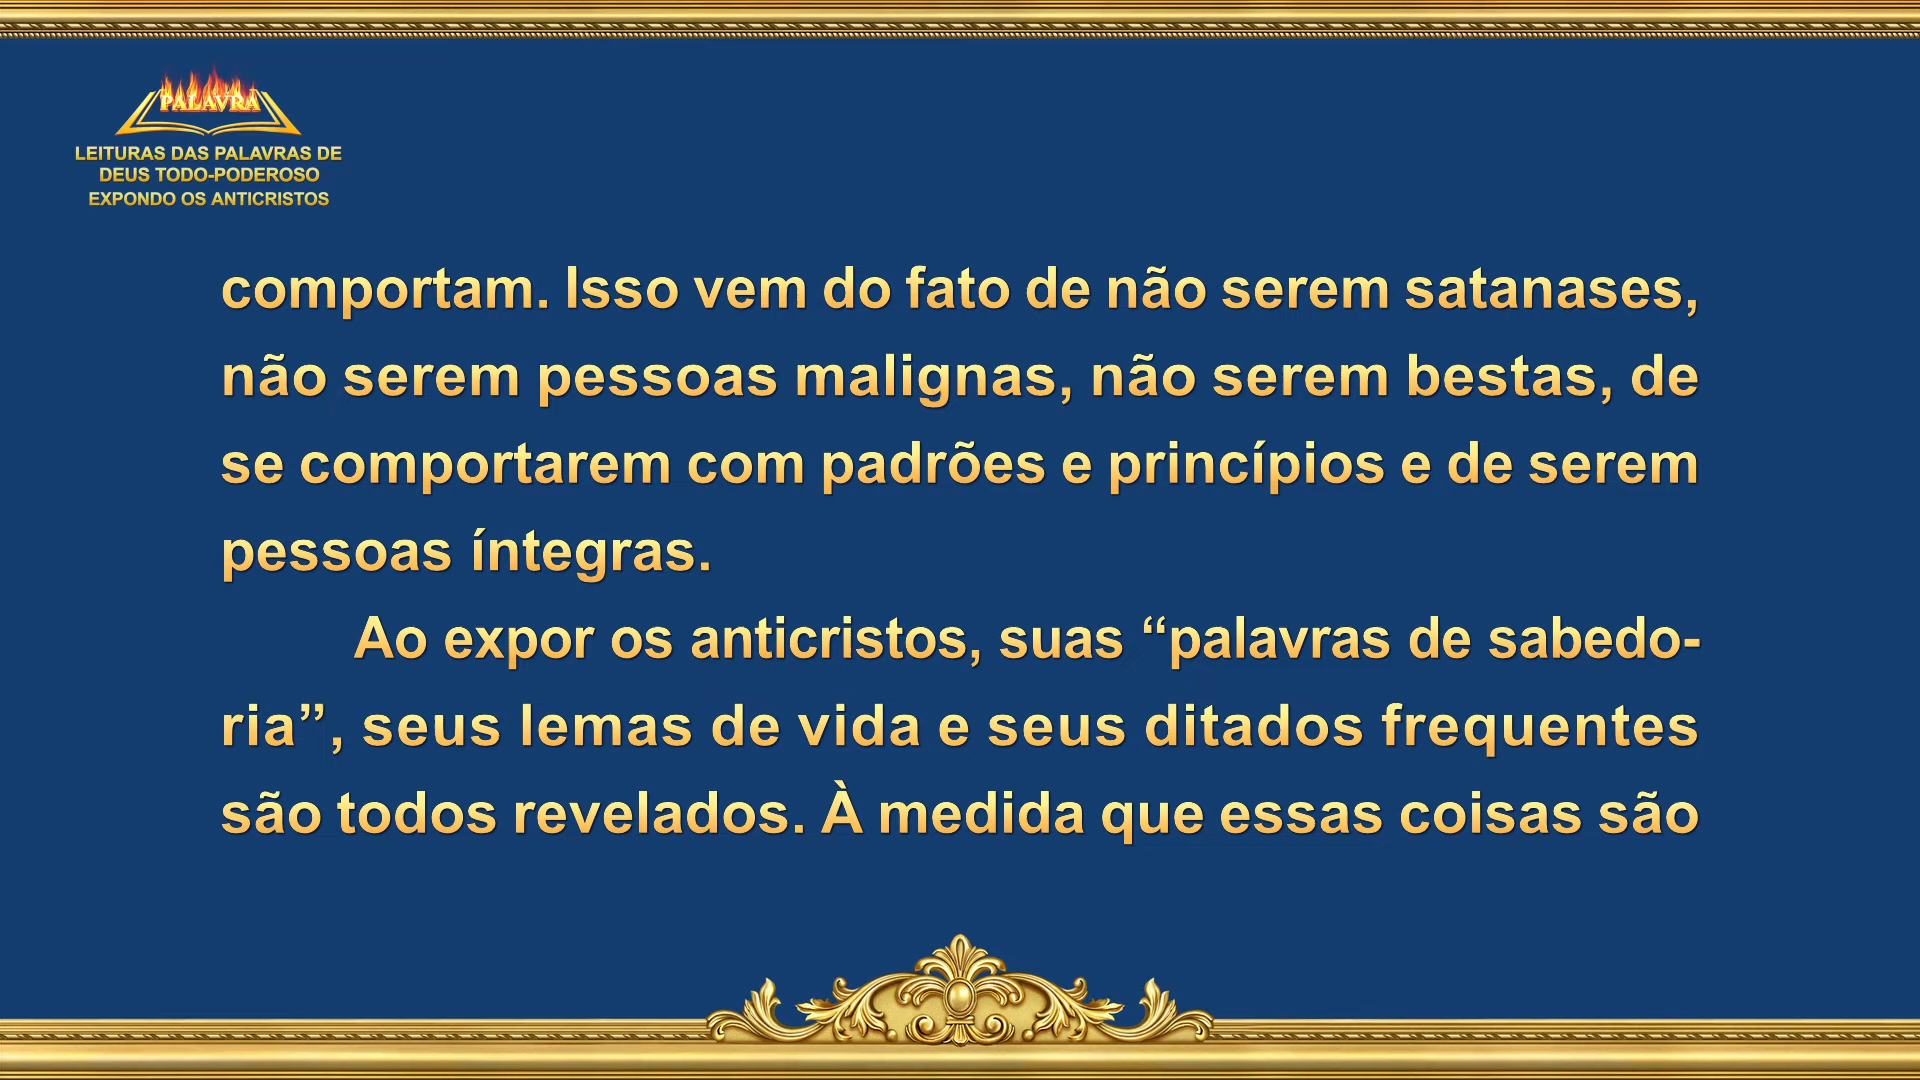 PALAVRA
LEITURAS DAS PALAVRAS DE
DEUS TODO-PODEROSO
EXPONDO OS ANTICRISTOS
comportam. Isso vem do fato de não serem satanases,
não serem pessoas malignas, não serem bestas, de
se comportarem com padrões e princípios e de serem
pessoas íntegras.
Ao expor os anticristos, suas “palavras de sabedo-
ria”, seus lemas de vida e seus ditados frequentes
são todos revelados. À medida que essas coisas são